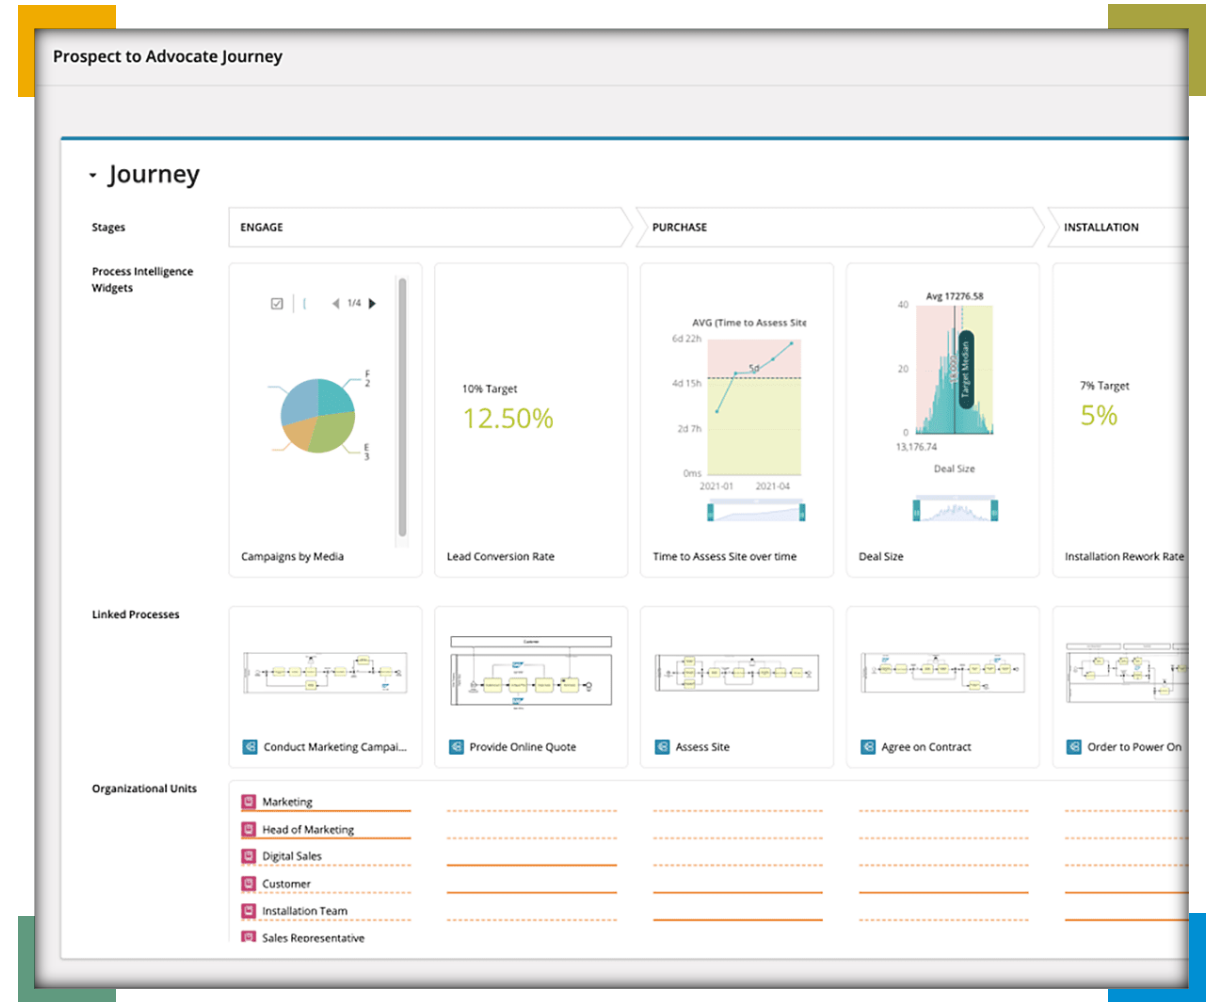 Prospect to Advocate Journey
Journey
Stages
ENGAGE
PURCHASE
INSTALLATION
Process Intelligence
Widgets
1/4
F
2
E
3
Campaigns by Media
10% Target
12.50%
Lead Conversion Rate
AVG (Time to Assess Site
6d 22h
5d
4d 15h
2d 7h
0ms
2021-01
2021-04
Time to Assess Site over time
Avg 17276.58
40
20
0
Target Median
13,176.74
Deal Size
Deal Size
7% Target
5%
Installation Rework Rate
Linked Processes
Customer
Conduct Marketing Campai...
Provide Online Quote
Assess Site
Agree on Contract
Order to Power On
Organizational Units
Marketing
Head of Marketing
Digital Sales
Customer
Installation Team
Sales Representative